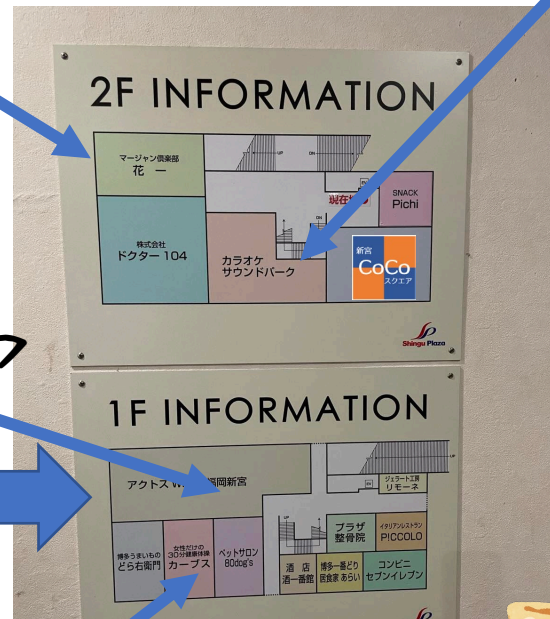 2F INFORMATION
マージャン倶楽部
花 一
UP
DN
現在地
SNACK
Pichi
株式会社
ドクター 104
カラオケ
サウンドパーク
新宮
CoCo
スクエア
Shingu Plaza
1F INFORMATION
アクトス W 福岡新宮
ジェラート工房
リモーネ
博多うまいもの
どら右衛門
女性だけの
30分健康体操
カーブス
ペットサロン
80dog's
プラザ
整骨院
イタリアンレストラン
PICCOLO
酒 店
酒一番館
博多一番どり
居食家 あらい
コンビニ
セブンイレブン